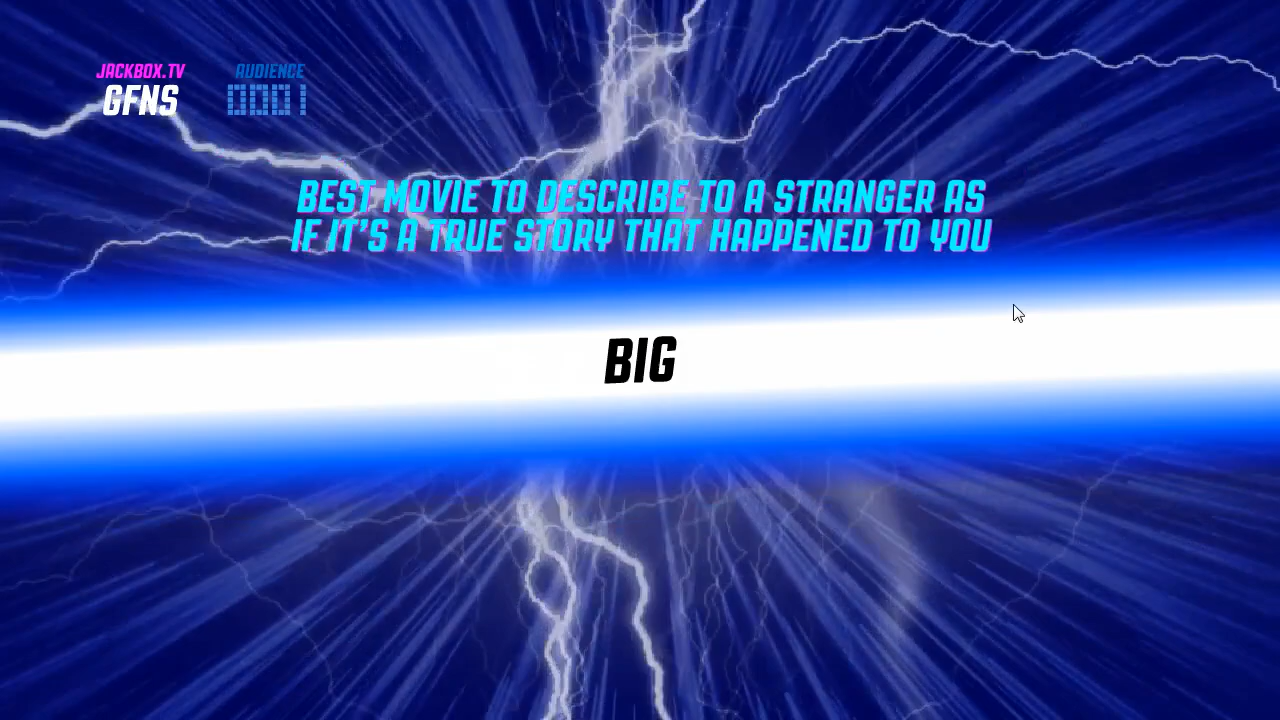 JACKBOX.TV
GFNS
AUDIENCE
0001
BEST MOVIE TO DESCRIBE TO A STRANGER AS
IF IT'S A TRUE STORY THAT HAPPENED TO YOU
BIG